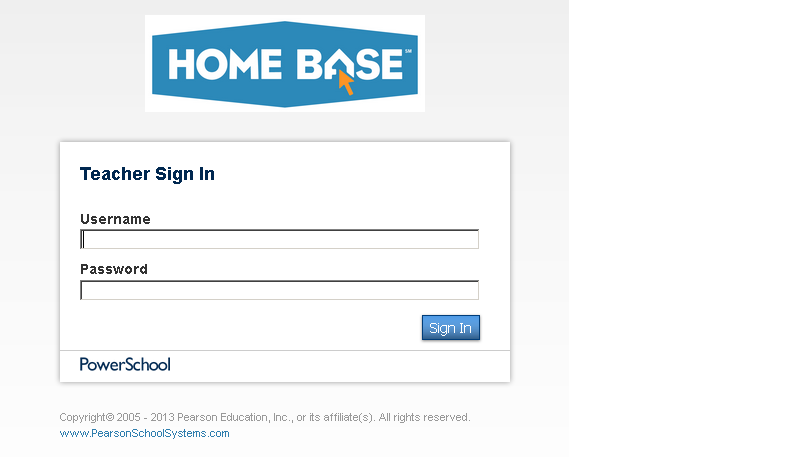 HOME BASE℠
Teacher Sign In
Username
Password
Sign In
PowerSchool
Copyright© 2005 - 2013 Pearson Education, Inc., or its affiliate(s). All rights reserved.
www.PearsonSchoolSystems.com